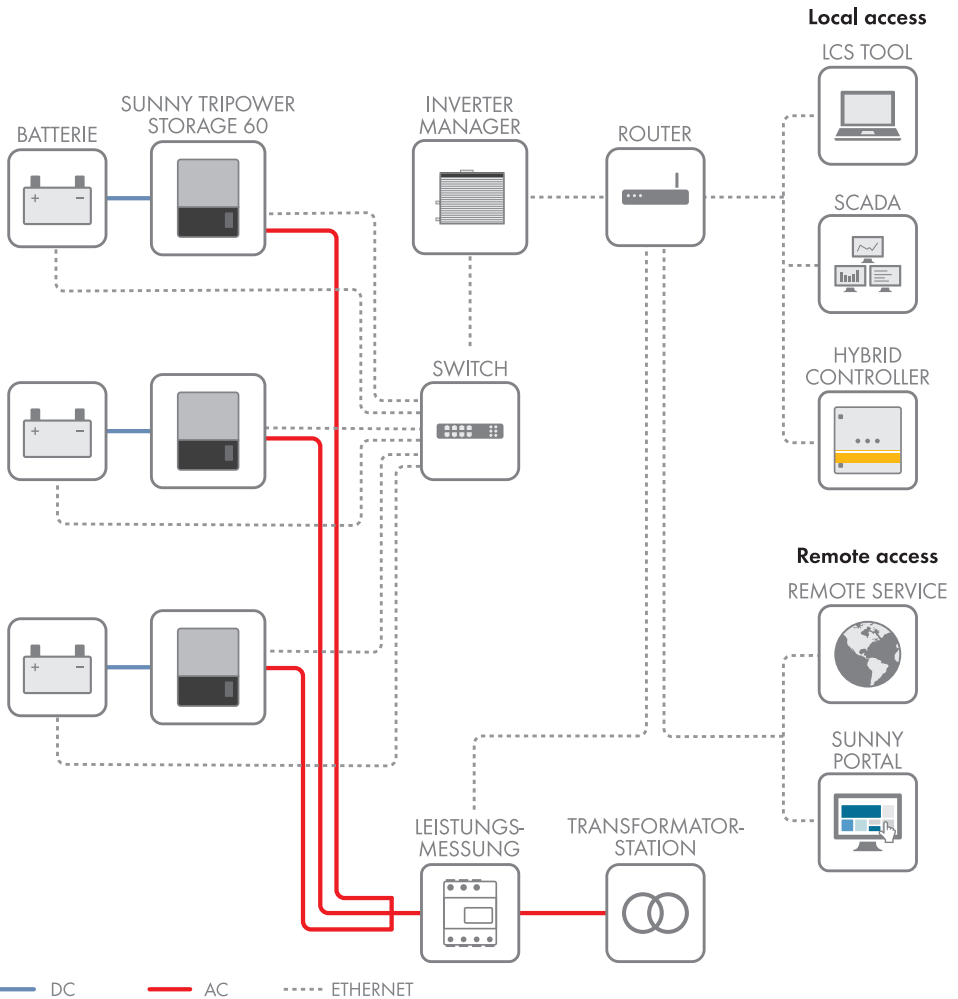 Local access
LCS TOOL
SUNNY TRIPOWER
STORAGE 60
INVERTER
MANAGER
BATTERIE
ROUTER
+ −
SCADA
HYBRID
CONTROLLER
SWITCH
+ −
Remote access
REMOTE SERVICE
+ −
SUNNY
PORTAL
LEISTUNGS-
MESSUNG
TRANSFORMATOR-
STATION
DC
AC
ETHERNET